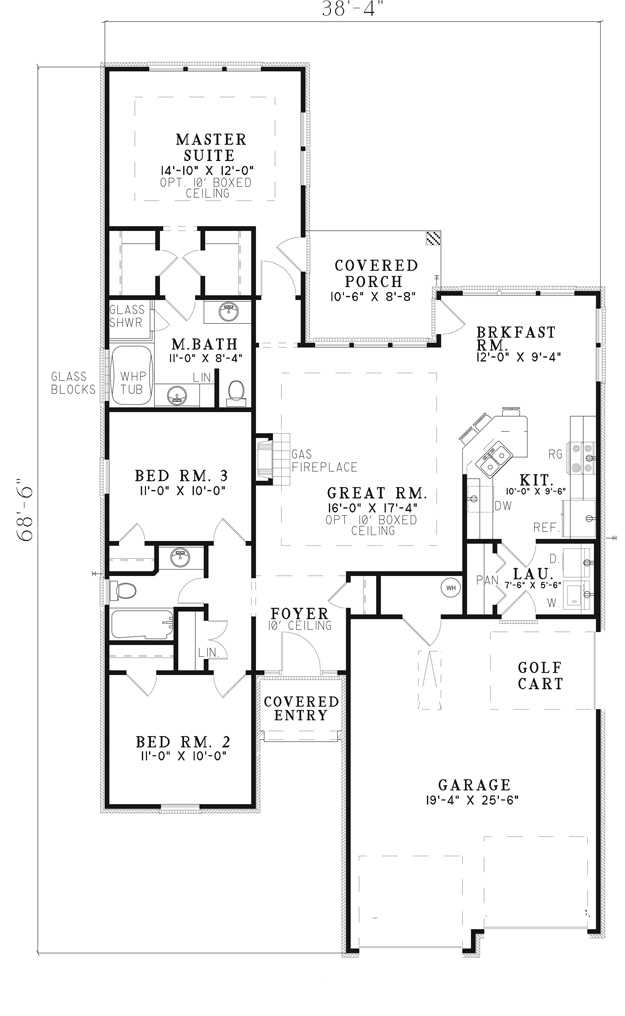 38'-4"
MASTER
SUITE
14'-10" X 12'-0"
OPT. 10' BOXED
CEILING
COVERED
PORCH
10'-6" X 8'-8"
GLASS
SHWR
M.BATH
11'-0" X 8'-4"
BRKFAST
RM.
12'-0" X 9'-4"
GLASS
BLOCKS
WHP
TUB
LIN
GAS
FIREPLACE
RG
BED RM. 3
11'-0" X 10'-0"
KIT.
10'-0" X 9'-6"
GREAT RM.
16'-0" X 17'-4"
OPT. 10' BOXED
CEILING
DW
REF.
68'-6"
D.
PAN.
LAU.
7'-6" X 5'-6"
W.
WH
FOYER
10' CEILING
LIN.
GOLF
CART
COVERED
ENTRY
BED RM. 2
11'-0" X 10'-0"
GARAGE
19'-4" X 25'-6"